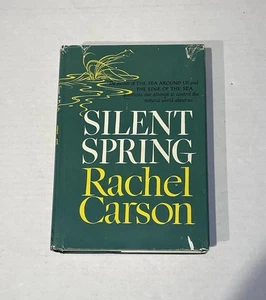 THE SEA AROUND US and
THE EDGE OF THE SEA
SILENT
SPRING
Rachel
Carson